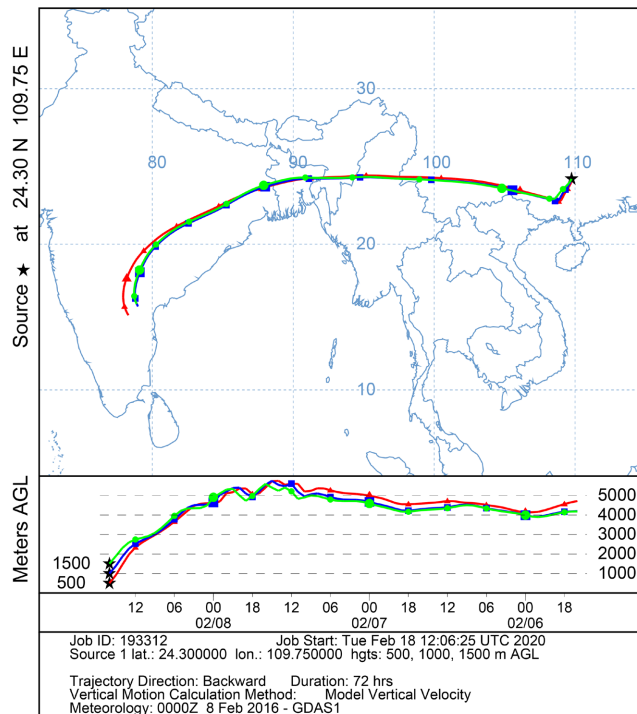 Source ★ at 24.30 N 109.75 E
30
80
90
100
110
20
10
Meters AGL
1500
500
5000
4000
3000
2000
1000
12 06 00 18 12 06 00 18 12 06 00 18
02/08 02/07 02/06
Job ID: 193312 Job Start: Tue Feb 18 12:06:25 UTC 2020
Source 1 lat.: 24.300000 lon.: 109.750000 hgts: 500, 1000, 1500 m AGL
Trajectory Direction: Backward Duration: 72 hrs
Vertical Motion Calculation Method: Model Vertical Velocity
Meteorology: 0000Z 8 Feb 2016 - GDAS1